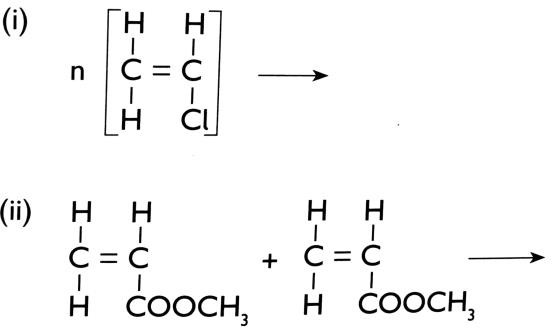 (i)
H H
n [ C = C ] ⟶
H Cl
(ii)
H H H H
C = C + C = C ⟶
H COOCH₃ H COOCH₃